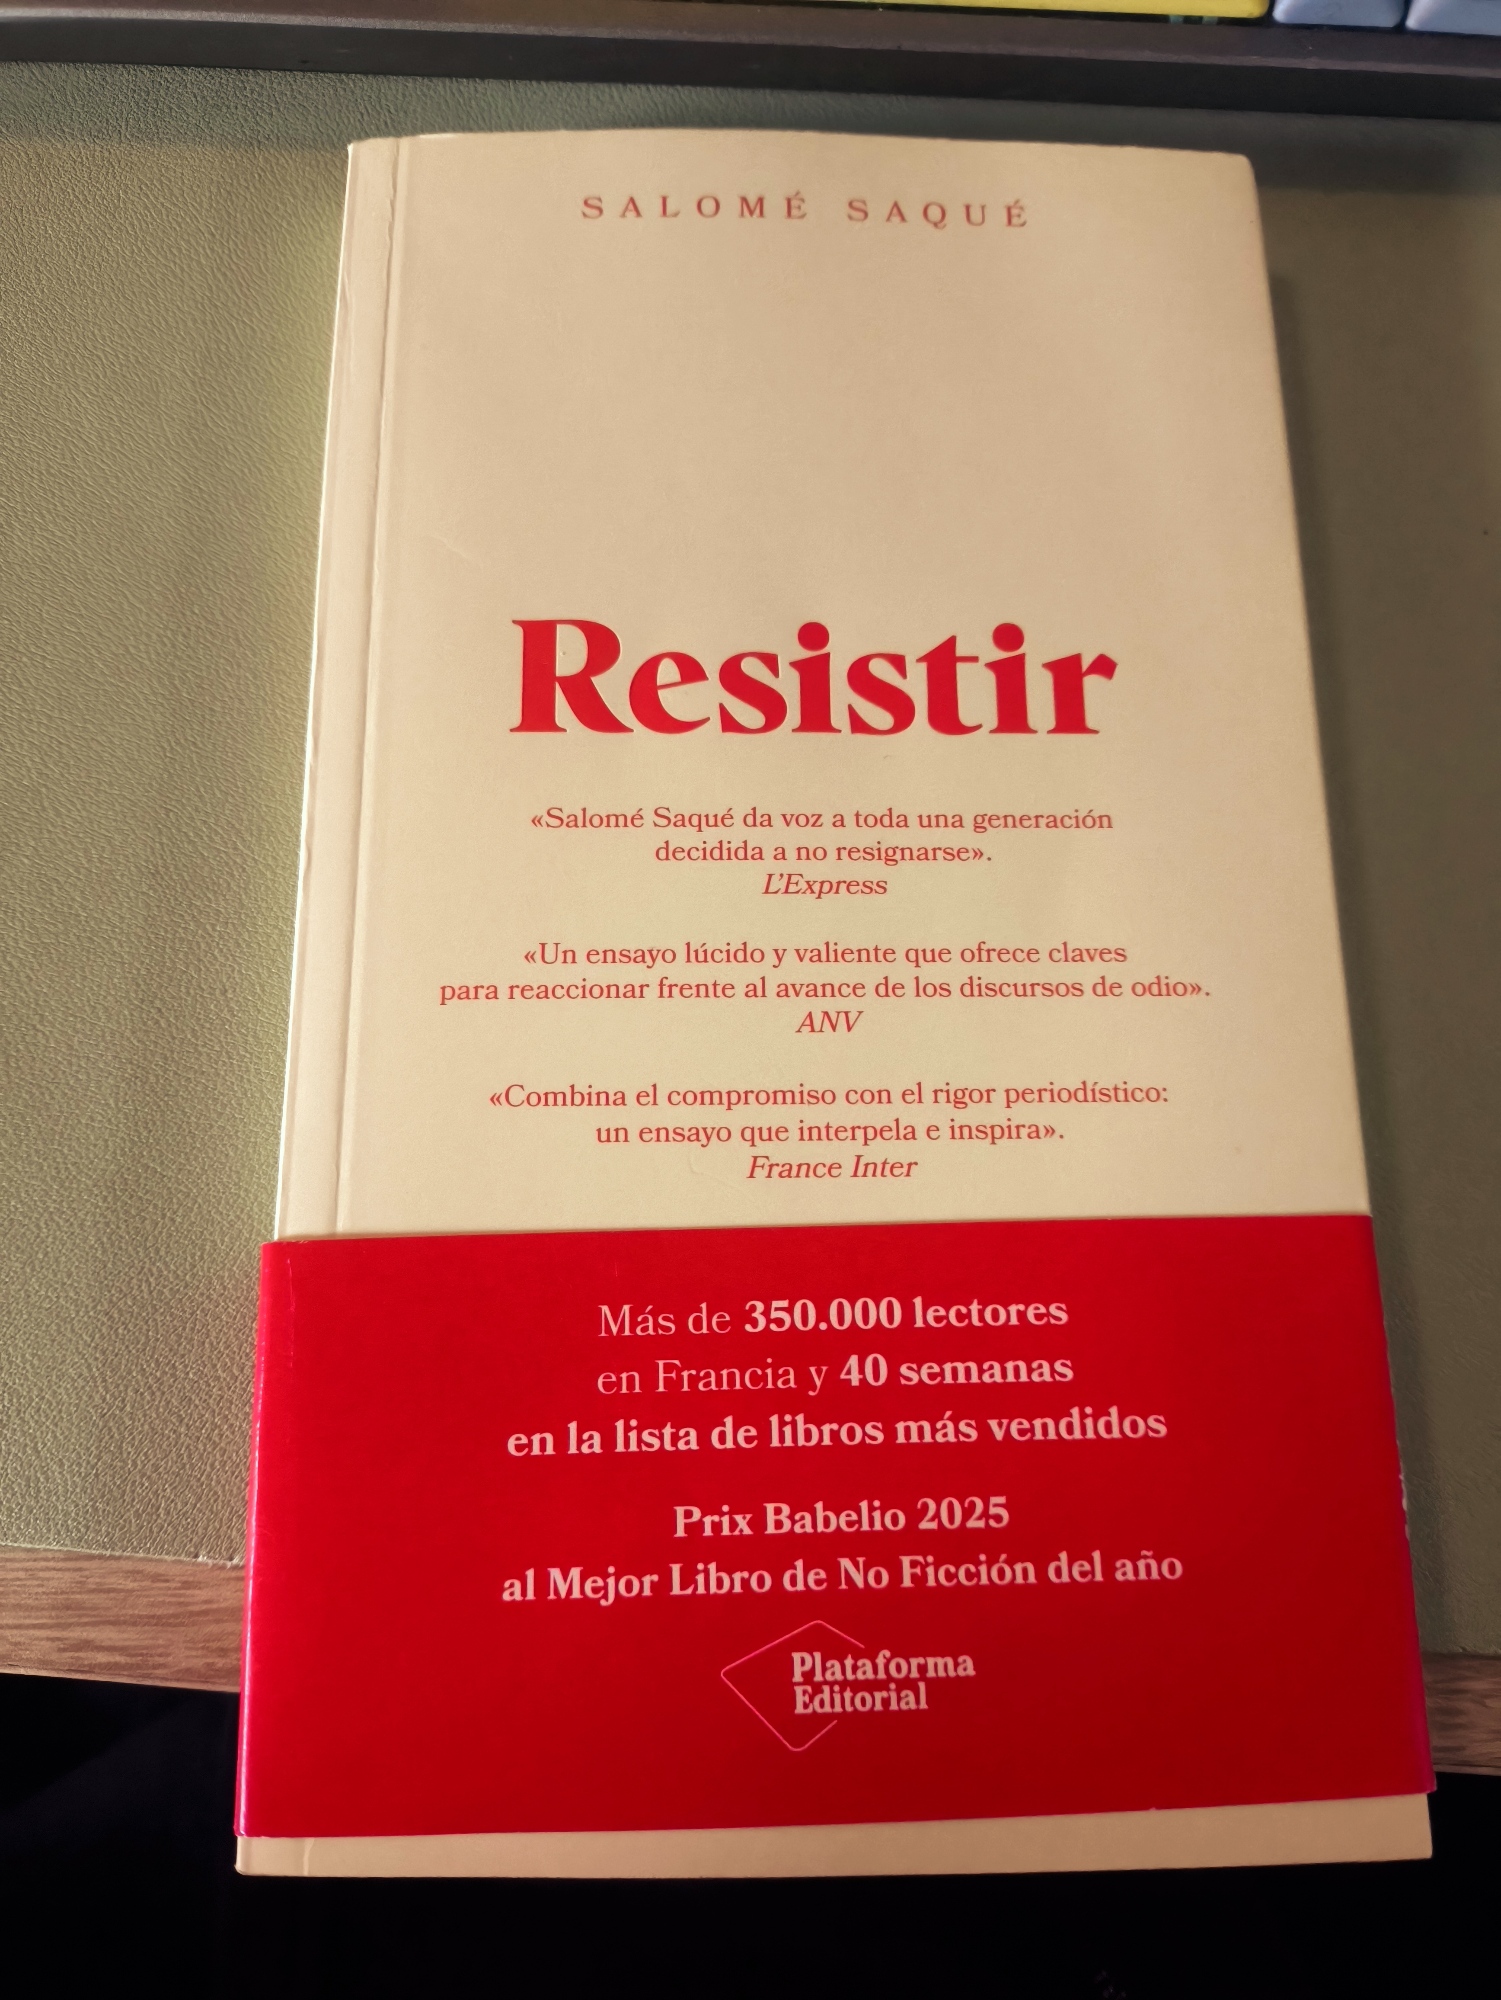 SALOMÉ SAQUÉ
Resistir
«Salomé Saqué da voz a toda una generación
decidida a no resignarse».
L'Express
«Un ensayo lúcido y valiente que ofrece claves
para reaccionar frente al avance de los discursos de odio».
ANV
«Combina el compromiso con el rigor periodístico:
un ensayo que interpela e inspira».
France Inter
Más de 350.000 lectores
en Francia y 40 semanas
en la lista de libros más vendidos
Prix Babelio 2025
al Mejor Libro de No Ficción del año
Plataforma
Editorial